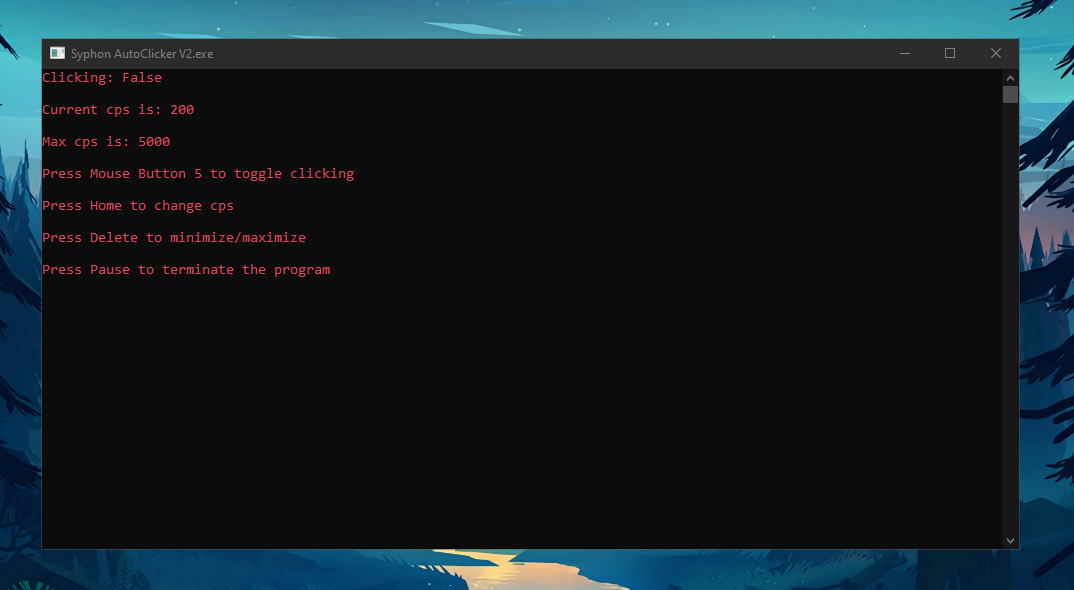 Syphon AutoClicker V2.exe
Clicking: False
Current cps is: 200
Max cps is: 5000
Press Mouse Button 5 to toggle clicking
Press Home to change cps
Press Delete to minimize/maximize
Press Pause to terminate the program